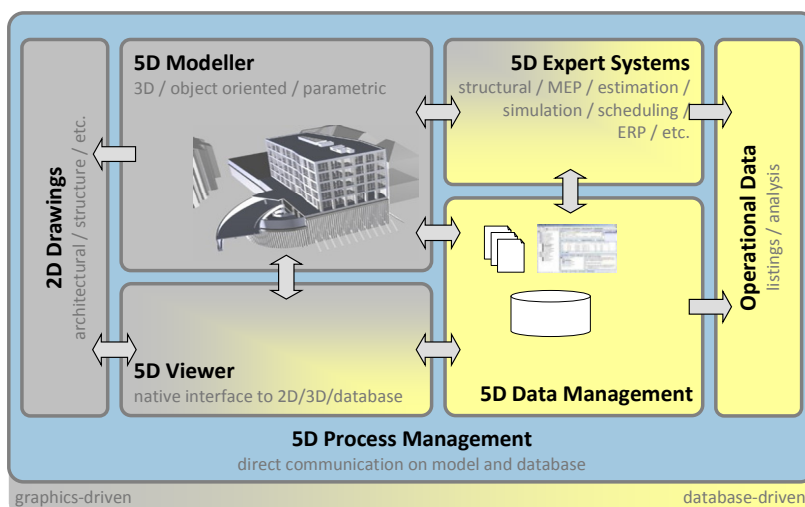 5D Modeller
3D / object oriented / parametric
5D Expert Systems
structural / MEP / estimation /
simulation / scheduling /
ERP / etc.
2D Drawings
architectural / structure / etc.
Operational Data
listings / analysis
5D Viewer
native interface to 2D/3D/database
5D Data Management
5D Process Management
direct communication on model and database
graphics-driven
database-driven